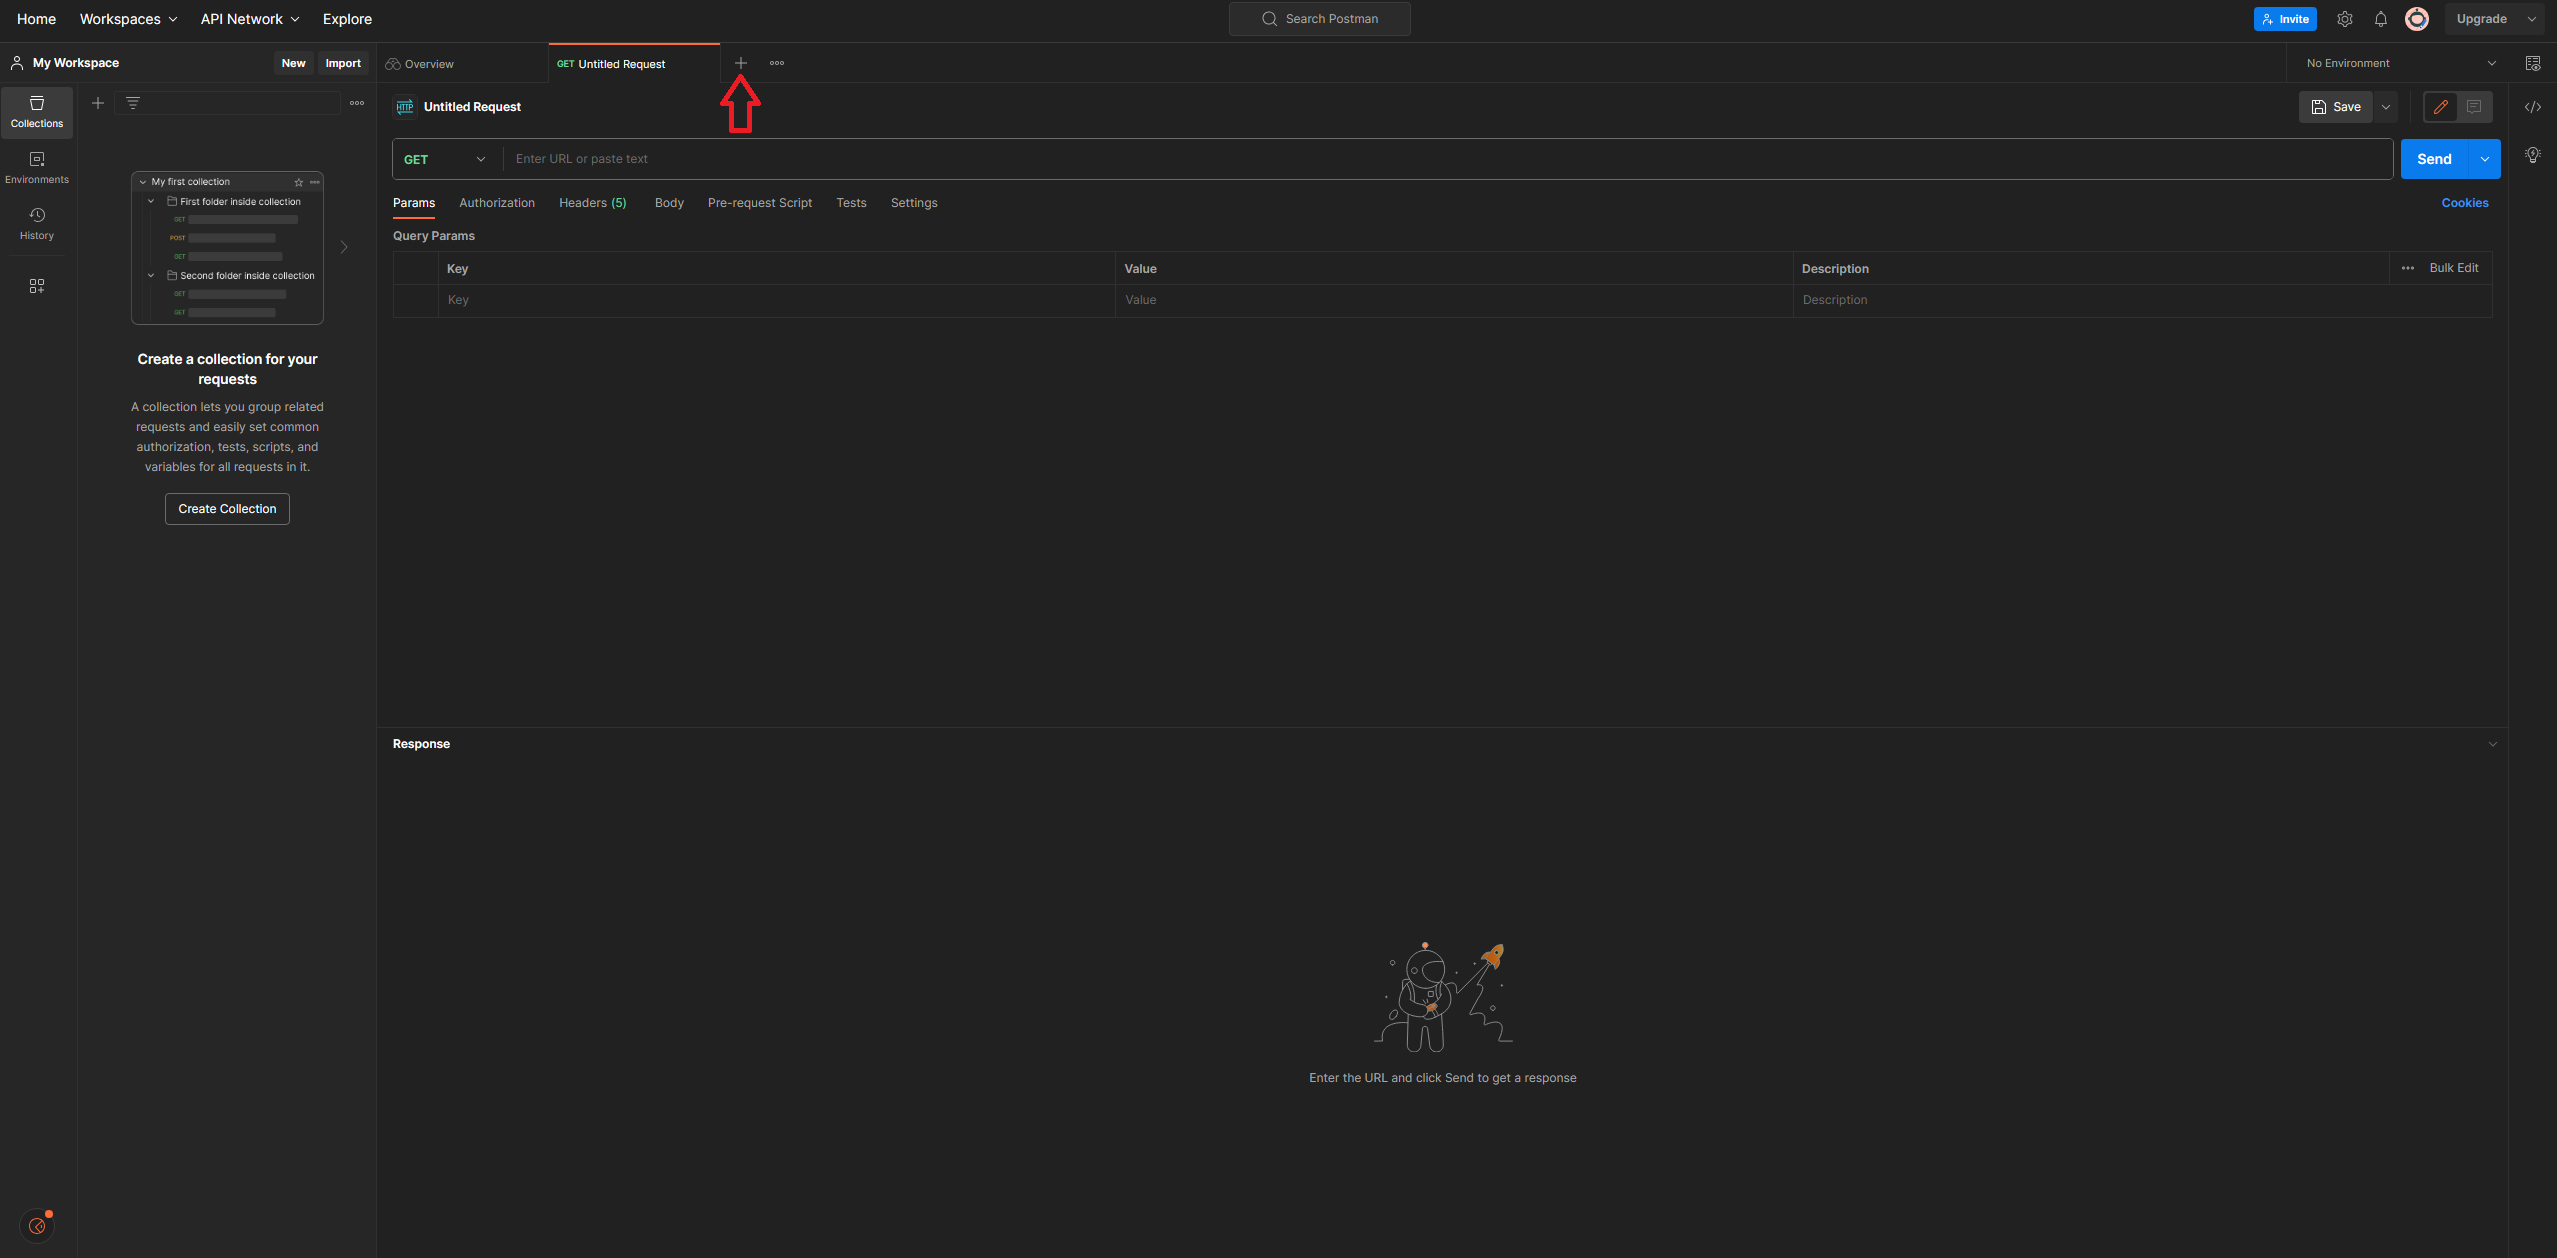 Home Workspaces API Network Explore Search Postman Invite Upgrade
My Workspace New Import Overview GET Untitled Request No Environment
Collections
Environments
History
My first collection
First folder inside collection
GET
POST
GET
Second folder inside collection
GET
GET
Create a collection for your
requests
A collection lets you group related
requests and easily set common
authorization, tests, scripts, and
variables for all requests in it.
Create Collection
HTTP Untitled Request Save
GET Enter URL or paste text Send
Params Authorization Headers (5) Body Pre-request Script Tests Settings Cookies
Query Params
Key Value Description Bulk Edit
Key Value Description
Response
Enter the URL and click Send to get a response